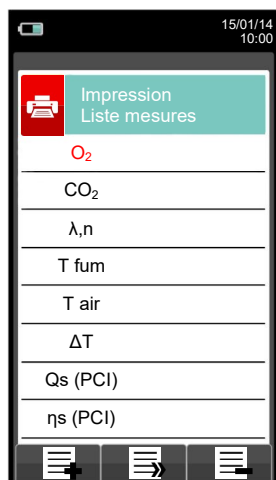 15/01/14
10:00
Impression
Liste mesures
O₂
CO₂
λ,n
T fum
T air
ΔT
Qs (PCI)
ηs (PCI)